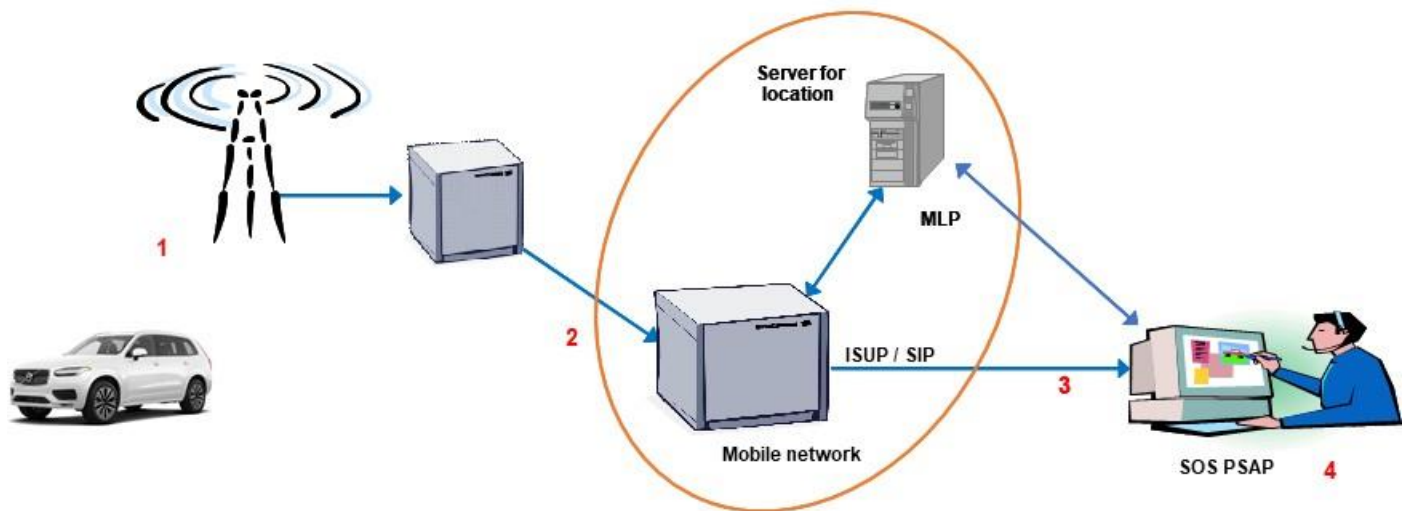 Server for
location
MLP
1
2
ISUP / SIP
3
Mobile network
SOS PSAP
4